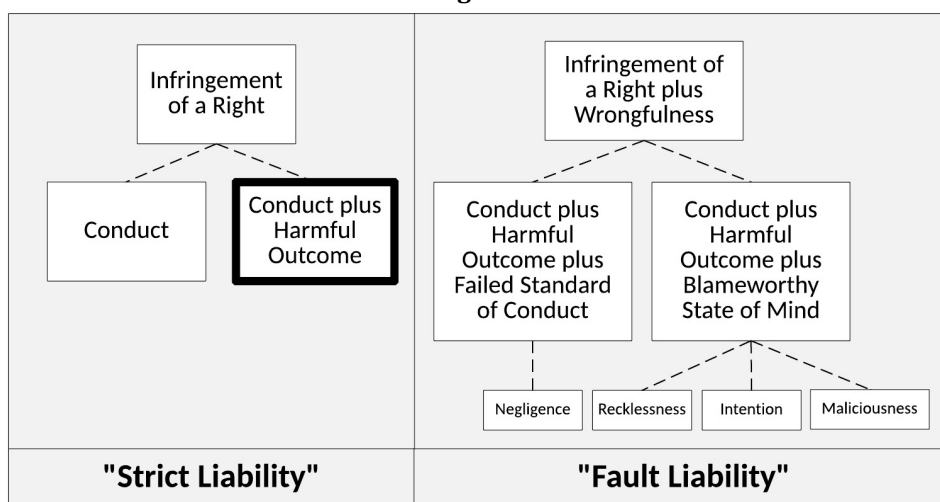 Infringement
of a Right
Infringement of
a Right plus
Wrongfulness
Conduct
Conduct plus
Harmful
Outcome
Conduct plus
Harmful
Outcome plus
Failed Standard
of Conduct
Conduct plus
Harmful
Outcome plus
Blameworthy
State of Mind
Negligence
Recklessness
Intention
Maliciousness
"Strict Liability"
"Fault Liability"